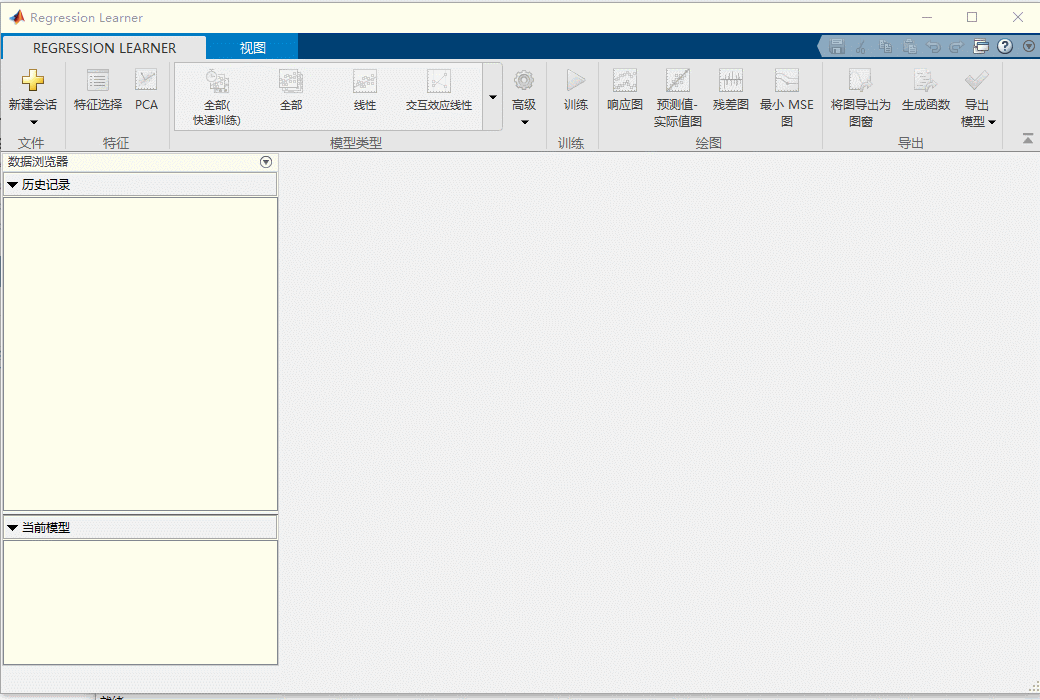 Regression Learner
REGRESSION LEARNER
视图
新建会话
特征选择
PCA
全部(
快速训练)
全部
线性
交互效应线性
高级
训练
响应图
预测值-
实际值图
残差图
最小 MSE
图
将图导出为
图窗
生成函数
导出
模型
文件
特征
模型类型
训练
绘图
导出
数据浏览器
历史记录
当前模型